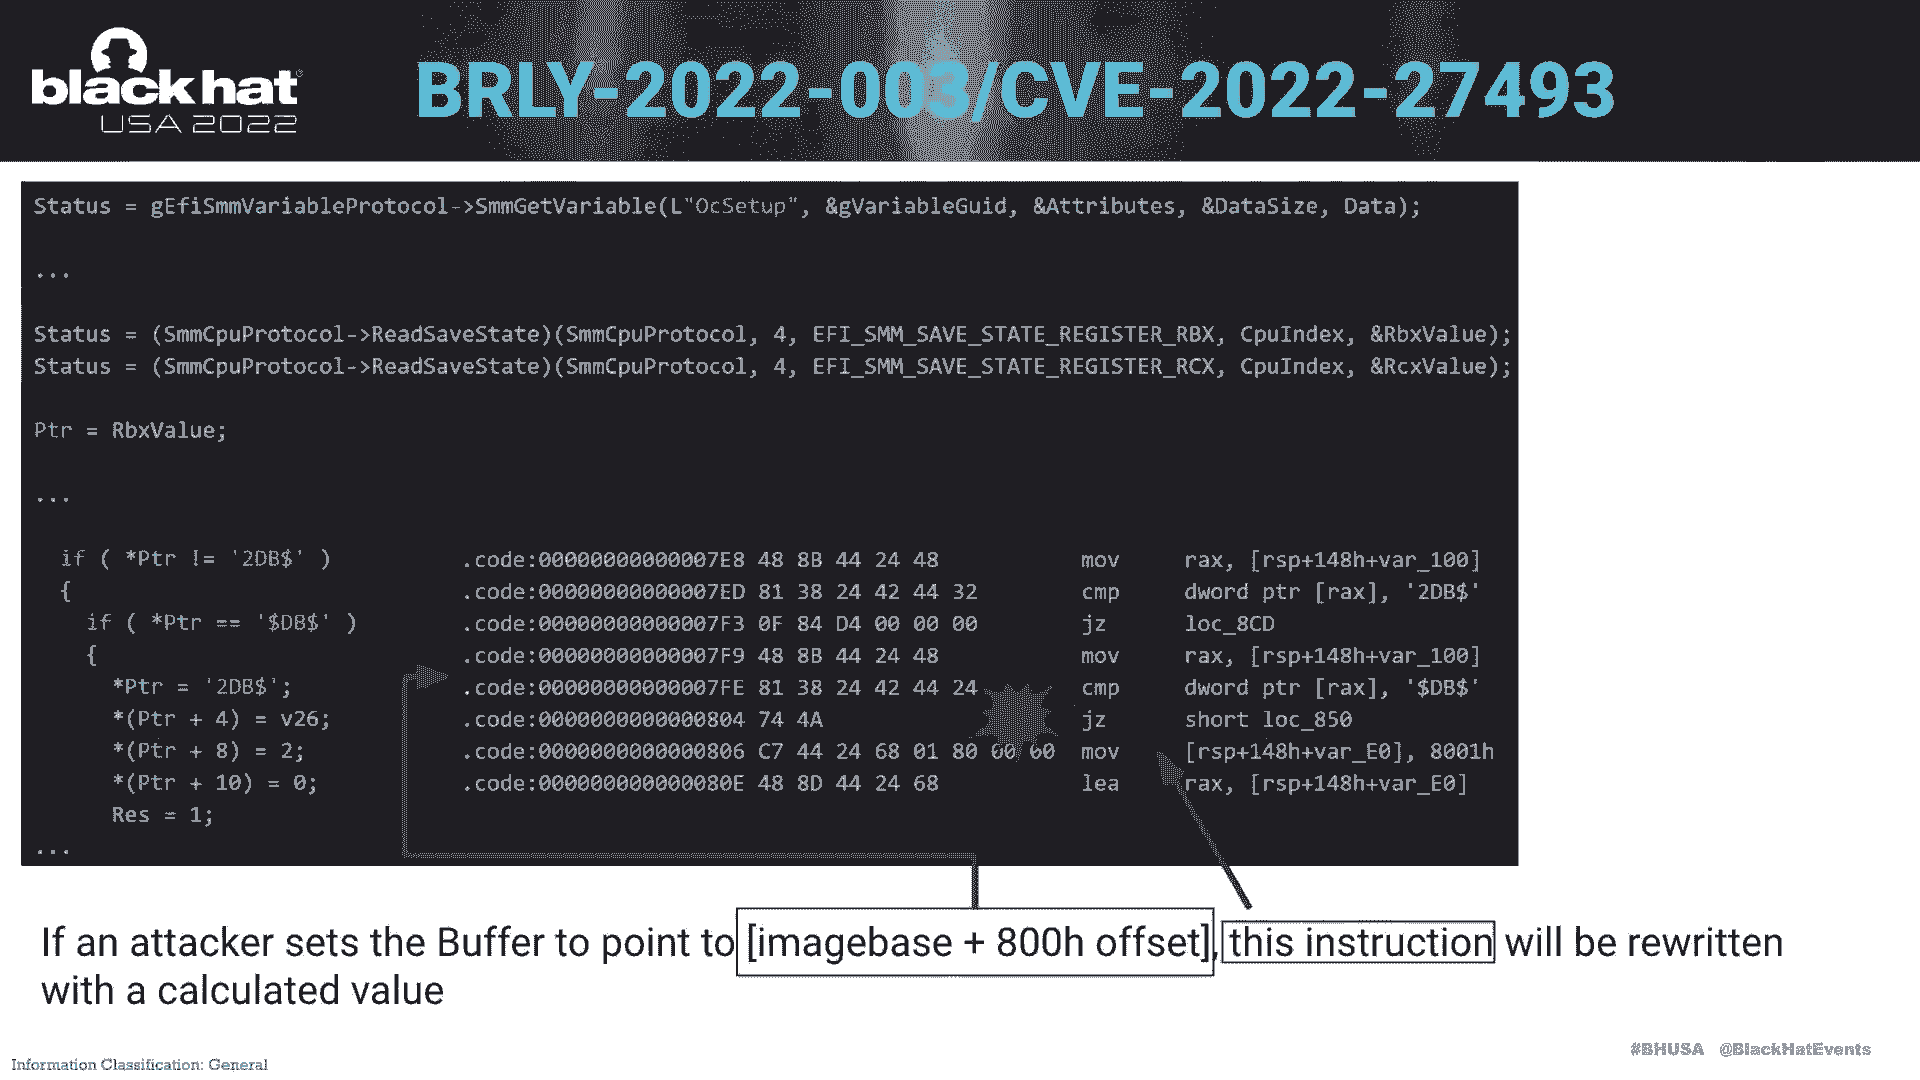 black hat®
USA 2022
BRLY-2022-003/CVE-2022-27493
Status = gEfiSmmVariableProtocol->SmmGetVariable(L"OcSetup", &gVariableGuid, &Attributes, &DataSize, Data);
...
Status = (SmmCpuProtocol->ReadSaveState)(SmmCpuProtocol, 4, EFI_SMM_SAVE_STATE_REGISTER_RBX, CpuIndex, &RbxValue);
Status = (SmmCpuProtocol->ReadSaveState)(SmmCpuProtocol, 4, EFI_SMM_SAVE_STATE_REGISTER_RCX, CpuIndex, &RcxValue);
Ptr = RbxValue;
...
if ( *Ptr != '2DB$' ) .code:00000000000007E8 48 8B 44 24 48 mov rax, [rsp+148h+var_100]
{ .code:00000000000007ED 81 38 24 42 44 32 cmp dword ptr [rax], '2DB$'
if ( *Ptr == '$DB$' ) .code:00000000000007F3 0F 84 D4 00 00 00 jz loc_8CD
{ .code:00000000000007F9 48 8B 44 24 48 mov rax, [rsp+148h+var_100]
*Ptr = '2DB$'; .code:00000000000007FE 81 38 24 42 44 24 cmp dword ptr [rax], '$DB$'
*(Ptr + 4) = v26; .code:0000000000000804 74 4A jz short loc_850
*(Ptr + 8) = 2; .code:0000000000000806 C7 44 24 68 01 80 00 00 mov [rsp+148h+var_E0], 8001h
*(Ptr + 10) = 0; .code:000000000000080E 48 8D 44 24 68 lea rax, [rsp+148h+var_E0]
Res = 1;
...
If an attacker sets the Buffer to point to [imagebase + 800h offset], this instruction will be rewritten
with a calculated value
#BHUSA @BlackHatEvents
Information Classification: General